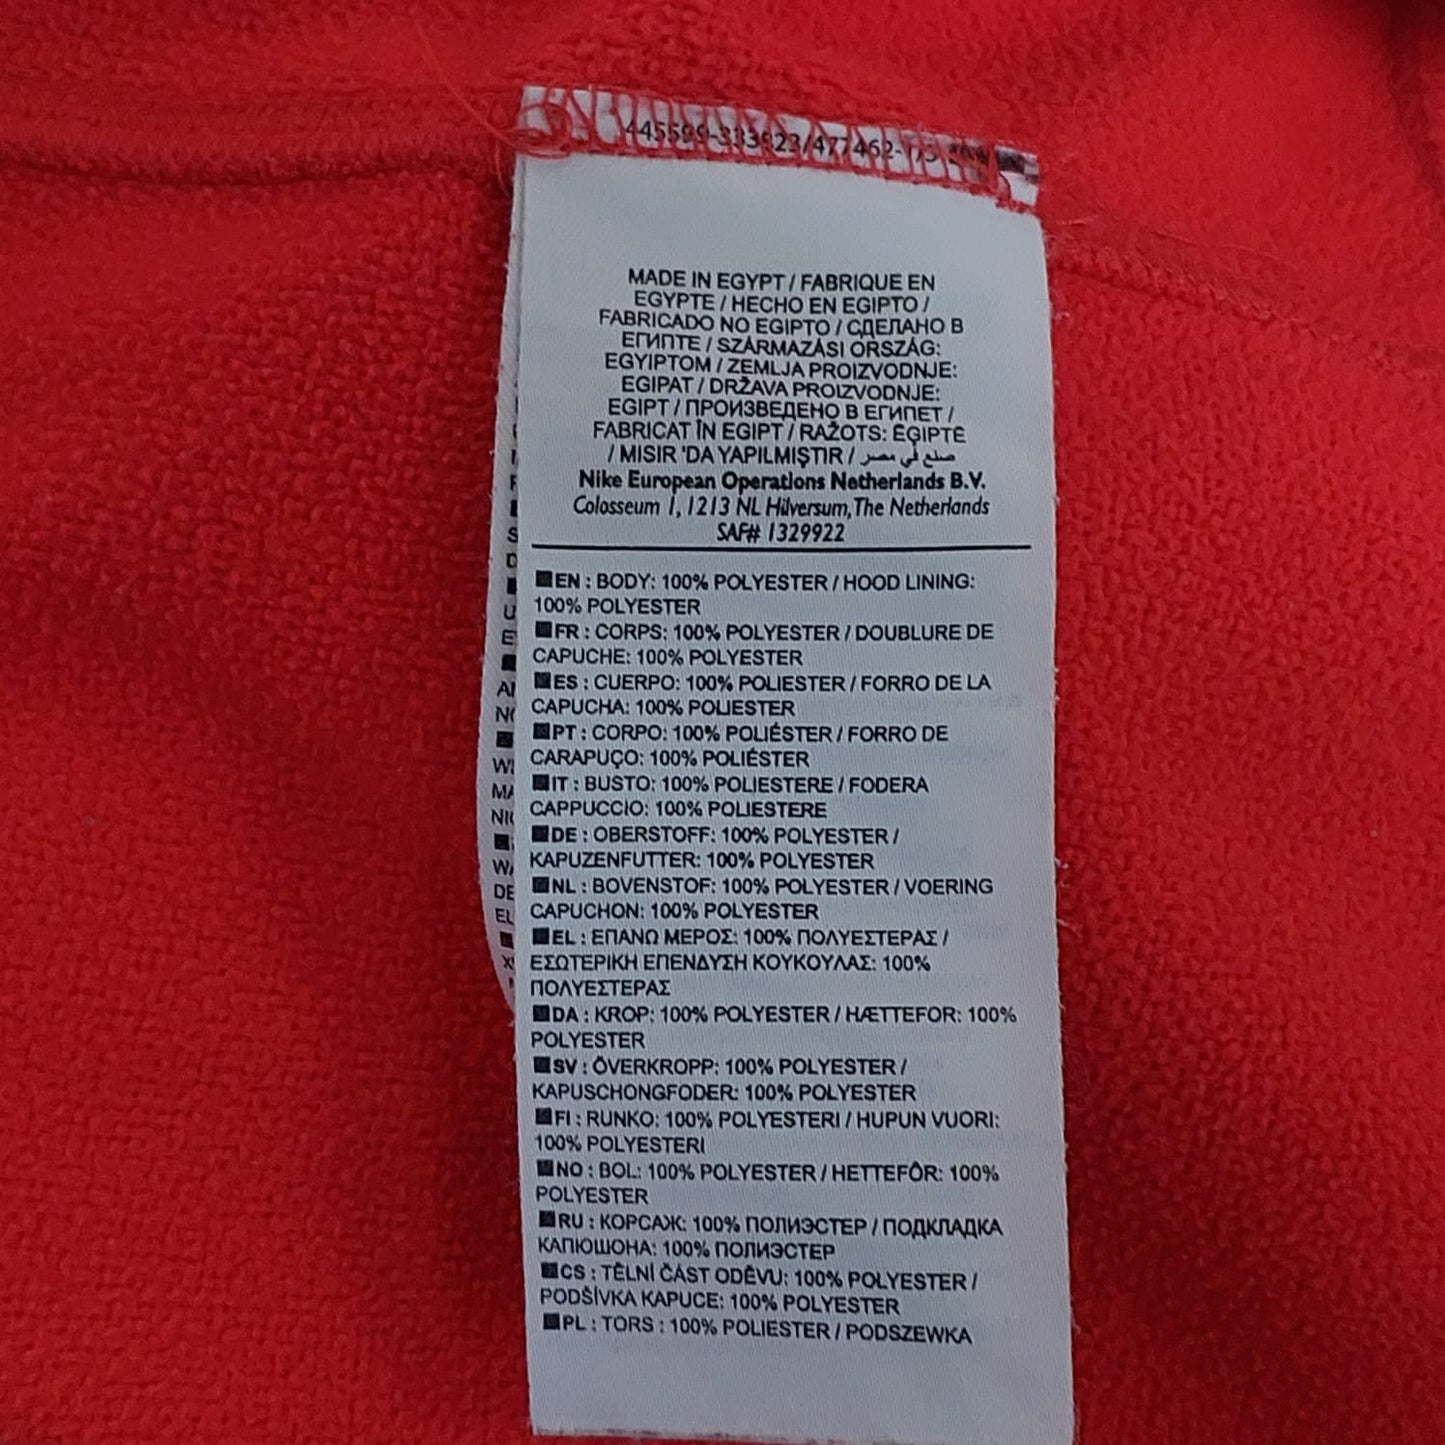 MADE IN EGYPT / FABRIQUE EN
EGYPTE / HECHO EN EGIPTO /
FABRICADO NO EGIPTO / СДЕЛАНО В
ЕГИПТЕ / SZÁRMAZÁSI ORSZÁG:
EGYIPTOM / ZEMLJA PROIZVODNJE:
EGIPAT / DRŽAVA PROIZVODNJE:
EGIPT / ПРОИЗВЕДЕНО В ЕГИПЕТ /
FABRICAT ÎN EGIPT / RAŽOTS: ĒĢIPTE
/ MISIR 'DA YAPILMIŞTIR / صنع في مصر
Nike European Operations Netherlands B.V.
Colosseum 1, 1213 NL Hilversum, The Netherlands
SAF# 1329922
EN : BODY: 100% POLYESTER / HOOD LINING:
100% POLYESTER
FR : CORPS: 100% POLYESTER / DOUBLURE DE
CAPUCHE: 100% POLYESTER
ES : CUERPO: 100% POLIESTER / FORRO DE LA
CAPUCHA: 100% POLIESTER
PT : CORPO: 100% POLIÉSTER / FORRO DE
CARAPUÇO: 100% POLIÉSTER
IT : BUSTO: 100% POLIESTERE / FODERA
CAPPUCCIO: 100% POLIESTERE
DE : OBERSTOFF: 100% POLYESTER /
KAPUZENFUTTER: 100% POLYESTER
NL : BOVENSTOF: 100% POLYESTER / VOERING
CAPUCHON: 100% POLYESTER
EL : ΕΠΑΝΩ ΜΕΡΟΣ: 100% ΠΟΛΥΕΣΤΕΡΑΣ /
ΕΣΩΤΕΡΙΚΗ ΕΠΕΝΔΥΣΗ ΚΟΥΚΟΥΛΑΣ: 100%
ΠΟΛΥΕΣΤΕΡΑΣ
DA : KROP: 100% POLYESTER / HÆTTEFOR: 100%
POLYESTER
SV : ÖVERKROPP: 100% POLYESTER /
KAPUSCHONGFODER: 100% POLYESTER
FI : RUNKO: 100% POLYESTERI / HUPUN VUORI:
100% POLYESTERI
NO : BOL: 100% POLYESTER / HETTEFÔR: 100%
POLYESTER
RU : КОРСАЖ: 100% ПОЛИЭСТЕР / ПОДКЛАДКА
КАПЮШОНА: 100% ПОЛИЭСТЕР
CS : TĚLNÍ ČÁST ODĚVU: 100% POLYESTER /
PODŠÍVKA KAPUCE: 100% POLYESTER
PL : TORS : 100% POLIESTER / PODSZEWKA